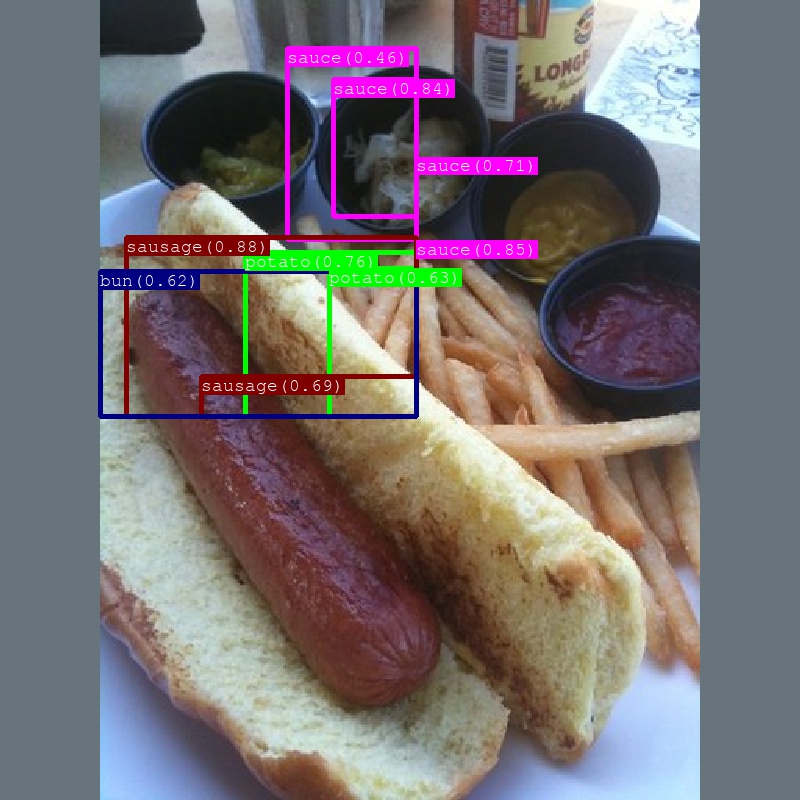 sauce(0.46)
sauce(0.84)
LONGB
sauce(0.71)
sausage(0.88)
sauce(0.85)
potato(0.76)
bun(0.62)
potato(0.63)
sausage(0.69)